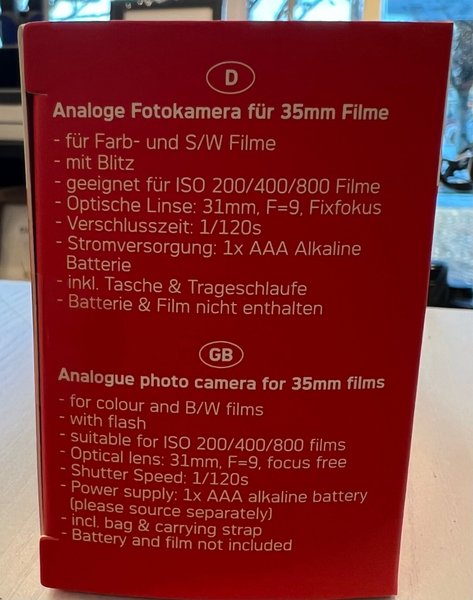 D
Analoge Fotokamera für 35mm Filme
- für Farb- und S/W Filme
- mit Blitz
- geeignet für ISO 200/400/800 Filme
- Optische Linse: 31mm, F=9, Fixfokus
- Verschlusszeit: 1/120s
- Stromversorgung: 1x AAA Alkaline
Batterie
- inkl. Tasche & Trageschlaufe
- Batterie & Film nicht enthalten
GB
Analogue photo camera for 35mm films
- for colour and B/W films
- with flash
- suitable for ISO 200/400/800 films
- Optical lens: 31mm, F=9, focus free
- Shutter Speed: 1/120s
- Power supply: 1x AAA alkaline battery
(please source separately)
- incl. bag & carrying strap
- Battery and film not included